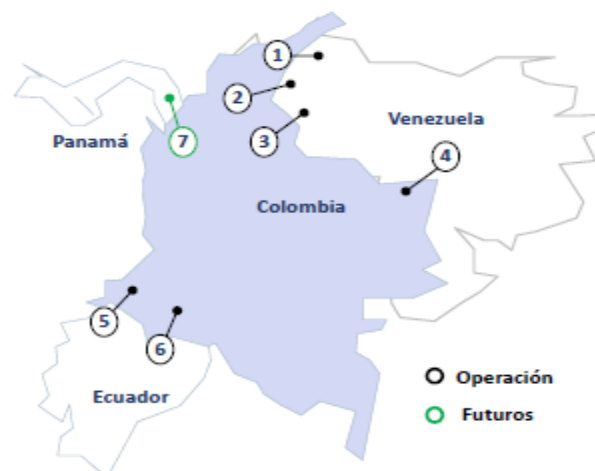 1
2
3
Venezuela
Panamá
7
4
Colombia
5
6
Ecuador
Operación
Futuros